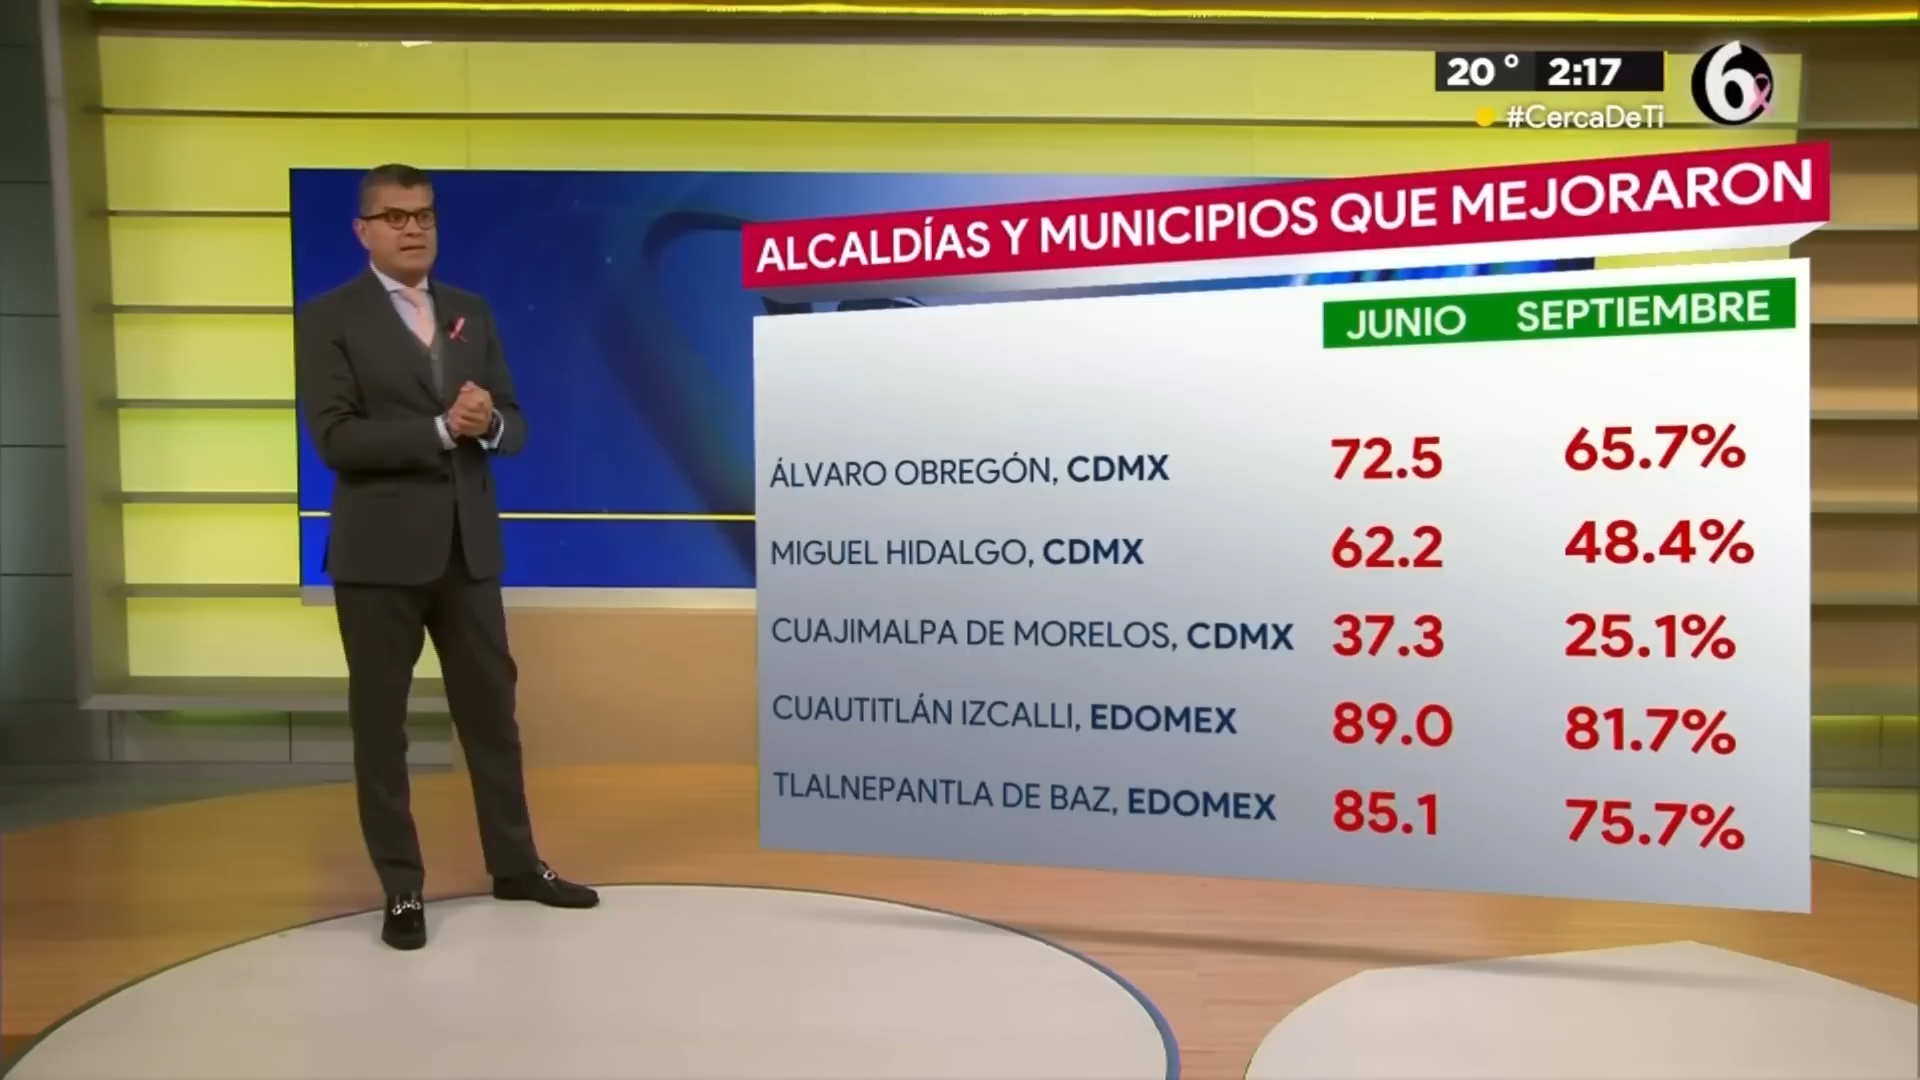 20° 2:17
#CercaDeTi
6
ALCALDÍAS Y MUNICIPIOS QUE MEJORARON
JUNIO SEPTIEMBRE
ÁLVARO OBREGÓN, CDMX 72.5 65.7%
MIGUEL HIDALGO, CDMX 62.2 48.4%
CUAJIMALPA DE MORELOS, CDMX 37.3 25.1%
CUAUTITLÁN IZCALLI, EDOMEX 89.0 81.7%
TLALNEPANTLA DE BAZ, EDOMEX 85.1 75.7%